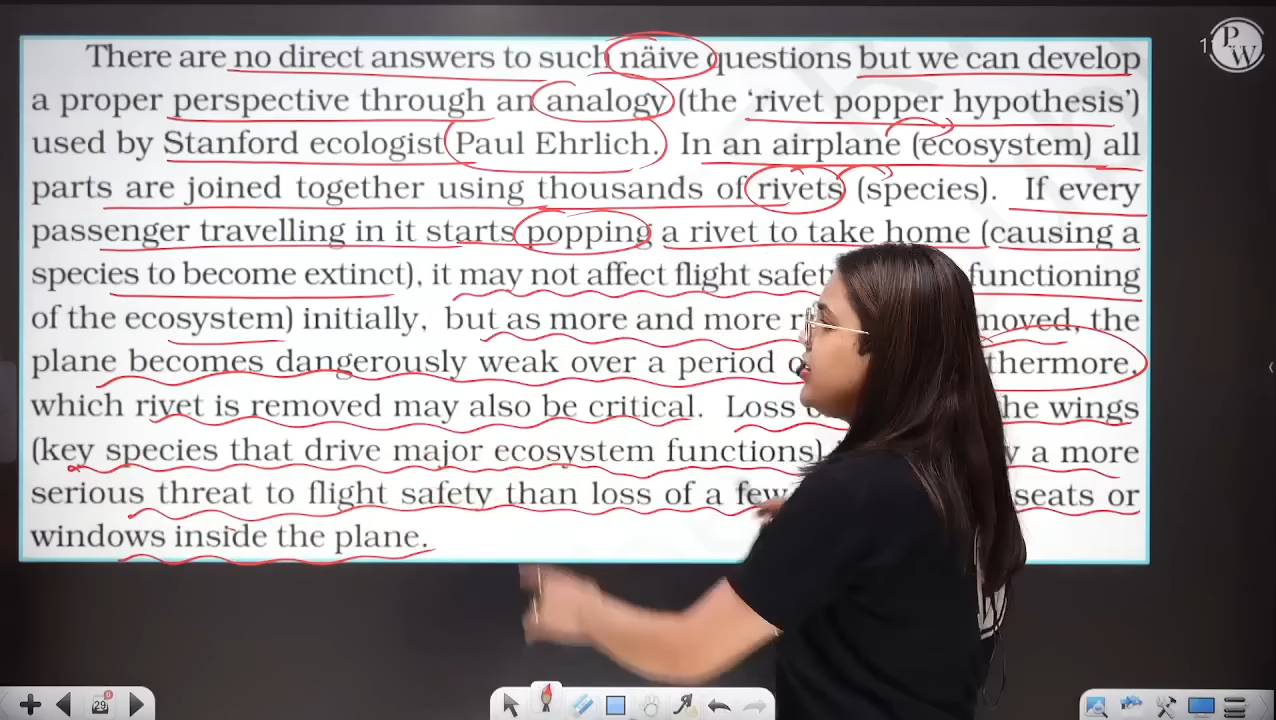 There are no direct answers to such näive questions but we can develop
a proper perspective through an analogy (the ‘rivet popper hypothesis’)
used by Stanford ecologist Paul Ehrlich. In an airplane (ecosystem) all
parts are joined together using thousands of rivets (species). If every
passenger travelling in it starts popping a rivet to take home (causing a
species to become extinct), it may not affect flight functioning
of the ecosystem) initially, but as more and more the
plane becomes dangerously weak over a period
which rivet is removed may also be critical. Loss wings
(key species that drive major ecosystem functions) a more
serious threat to flight safety than loss of a few seats or
windows inside the plane.
PW
29